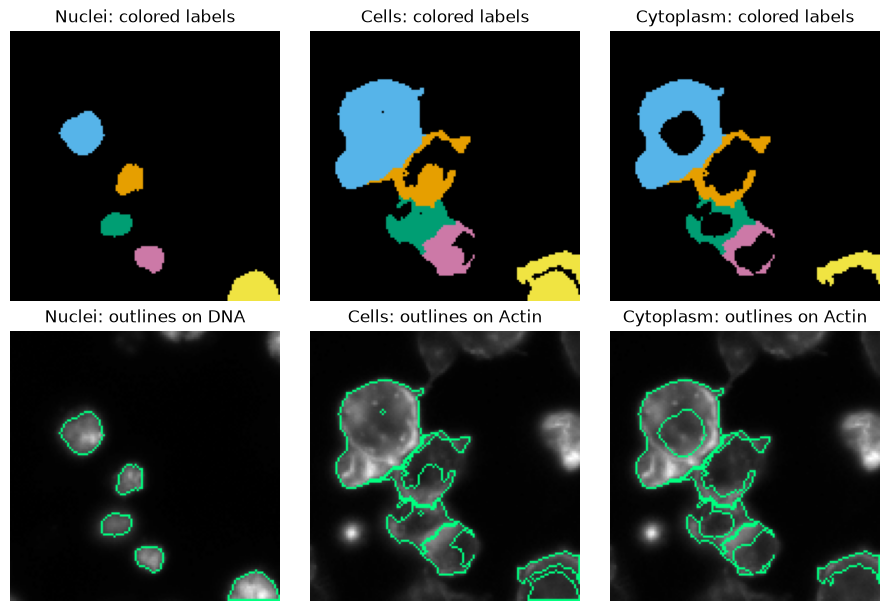 Nuclei: colored labels
Cells: colored labels
Cytoplasm: colored labels
Nuclei: outlines on DNA
Cells: outlines on Actin
Cytoplasm: outlines on Actin